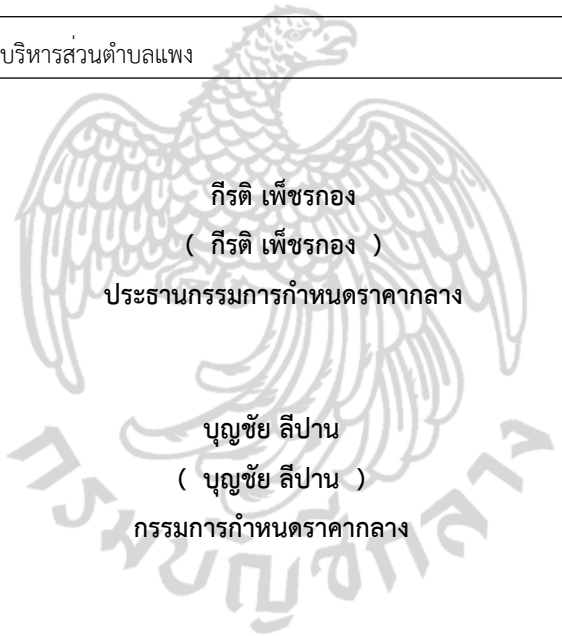 บริหารส่วนตำบลแพง
กีรติ เพ็ชรกอง
( กีรติ เพ็ชรกอง )
ประธานกรรมการกำหนดราคากลาง
บุญชัย ลีปาน
( บุญชัย ลีปาน )
กรรมการกำหนดราคากลาง
กรมบัญชีกลาง